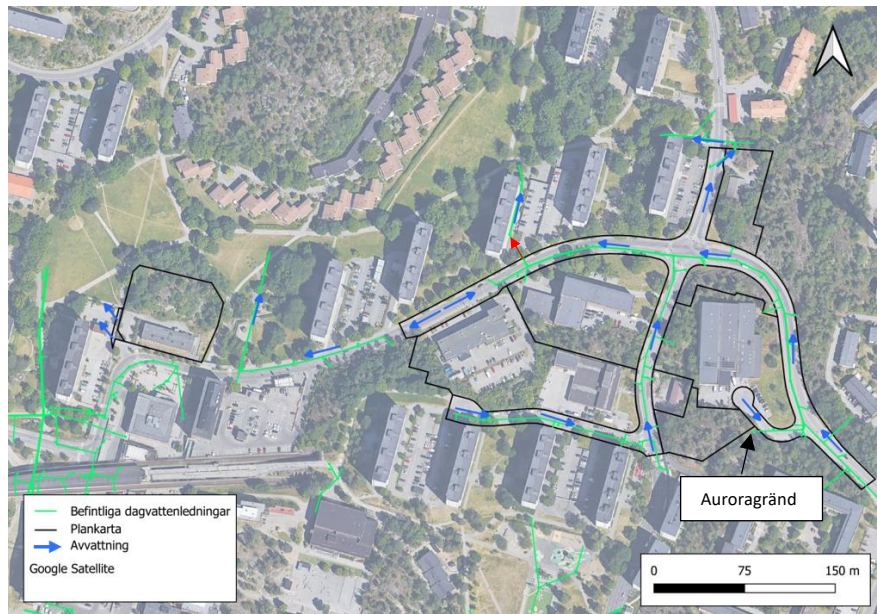 Auroragränd
Befintliga dagvattenledningar
Plankarta
Avvattning
Google Satellite
0 75 150 m